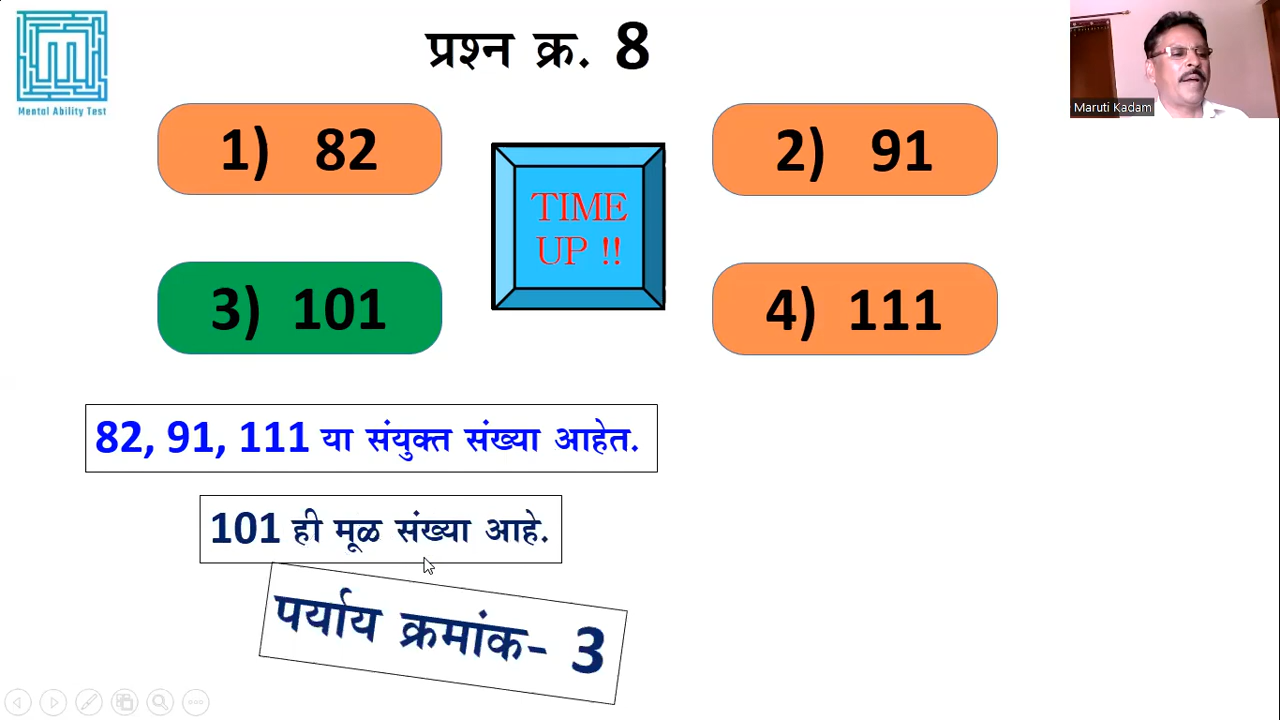 प्रश्न क्र. 8
Mental Ability Test
Maruti Kadam
1) 82
2) 91
TIME
UP !!
3) 101
4) 111
82, 91, 111 या संयुक्त संख्या आहेत.
101 ही मूळ संख्या आहे.
पर्याय क्रमांक- 3